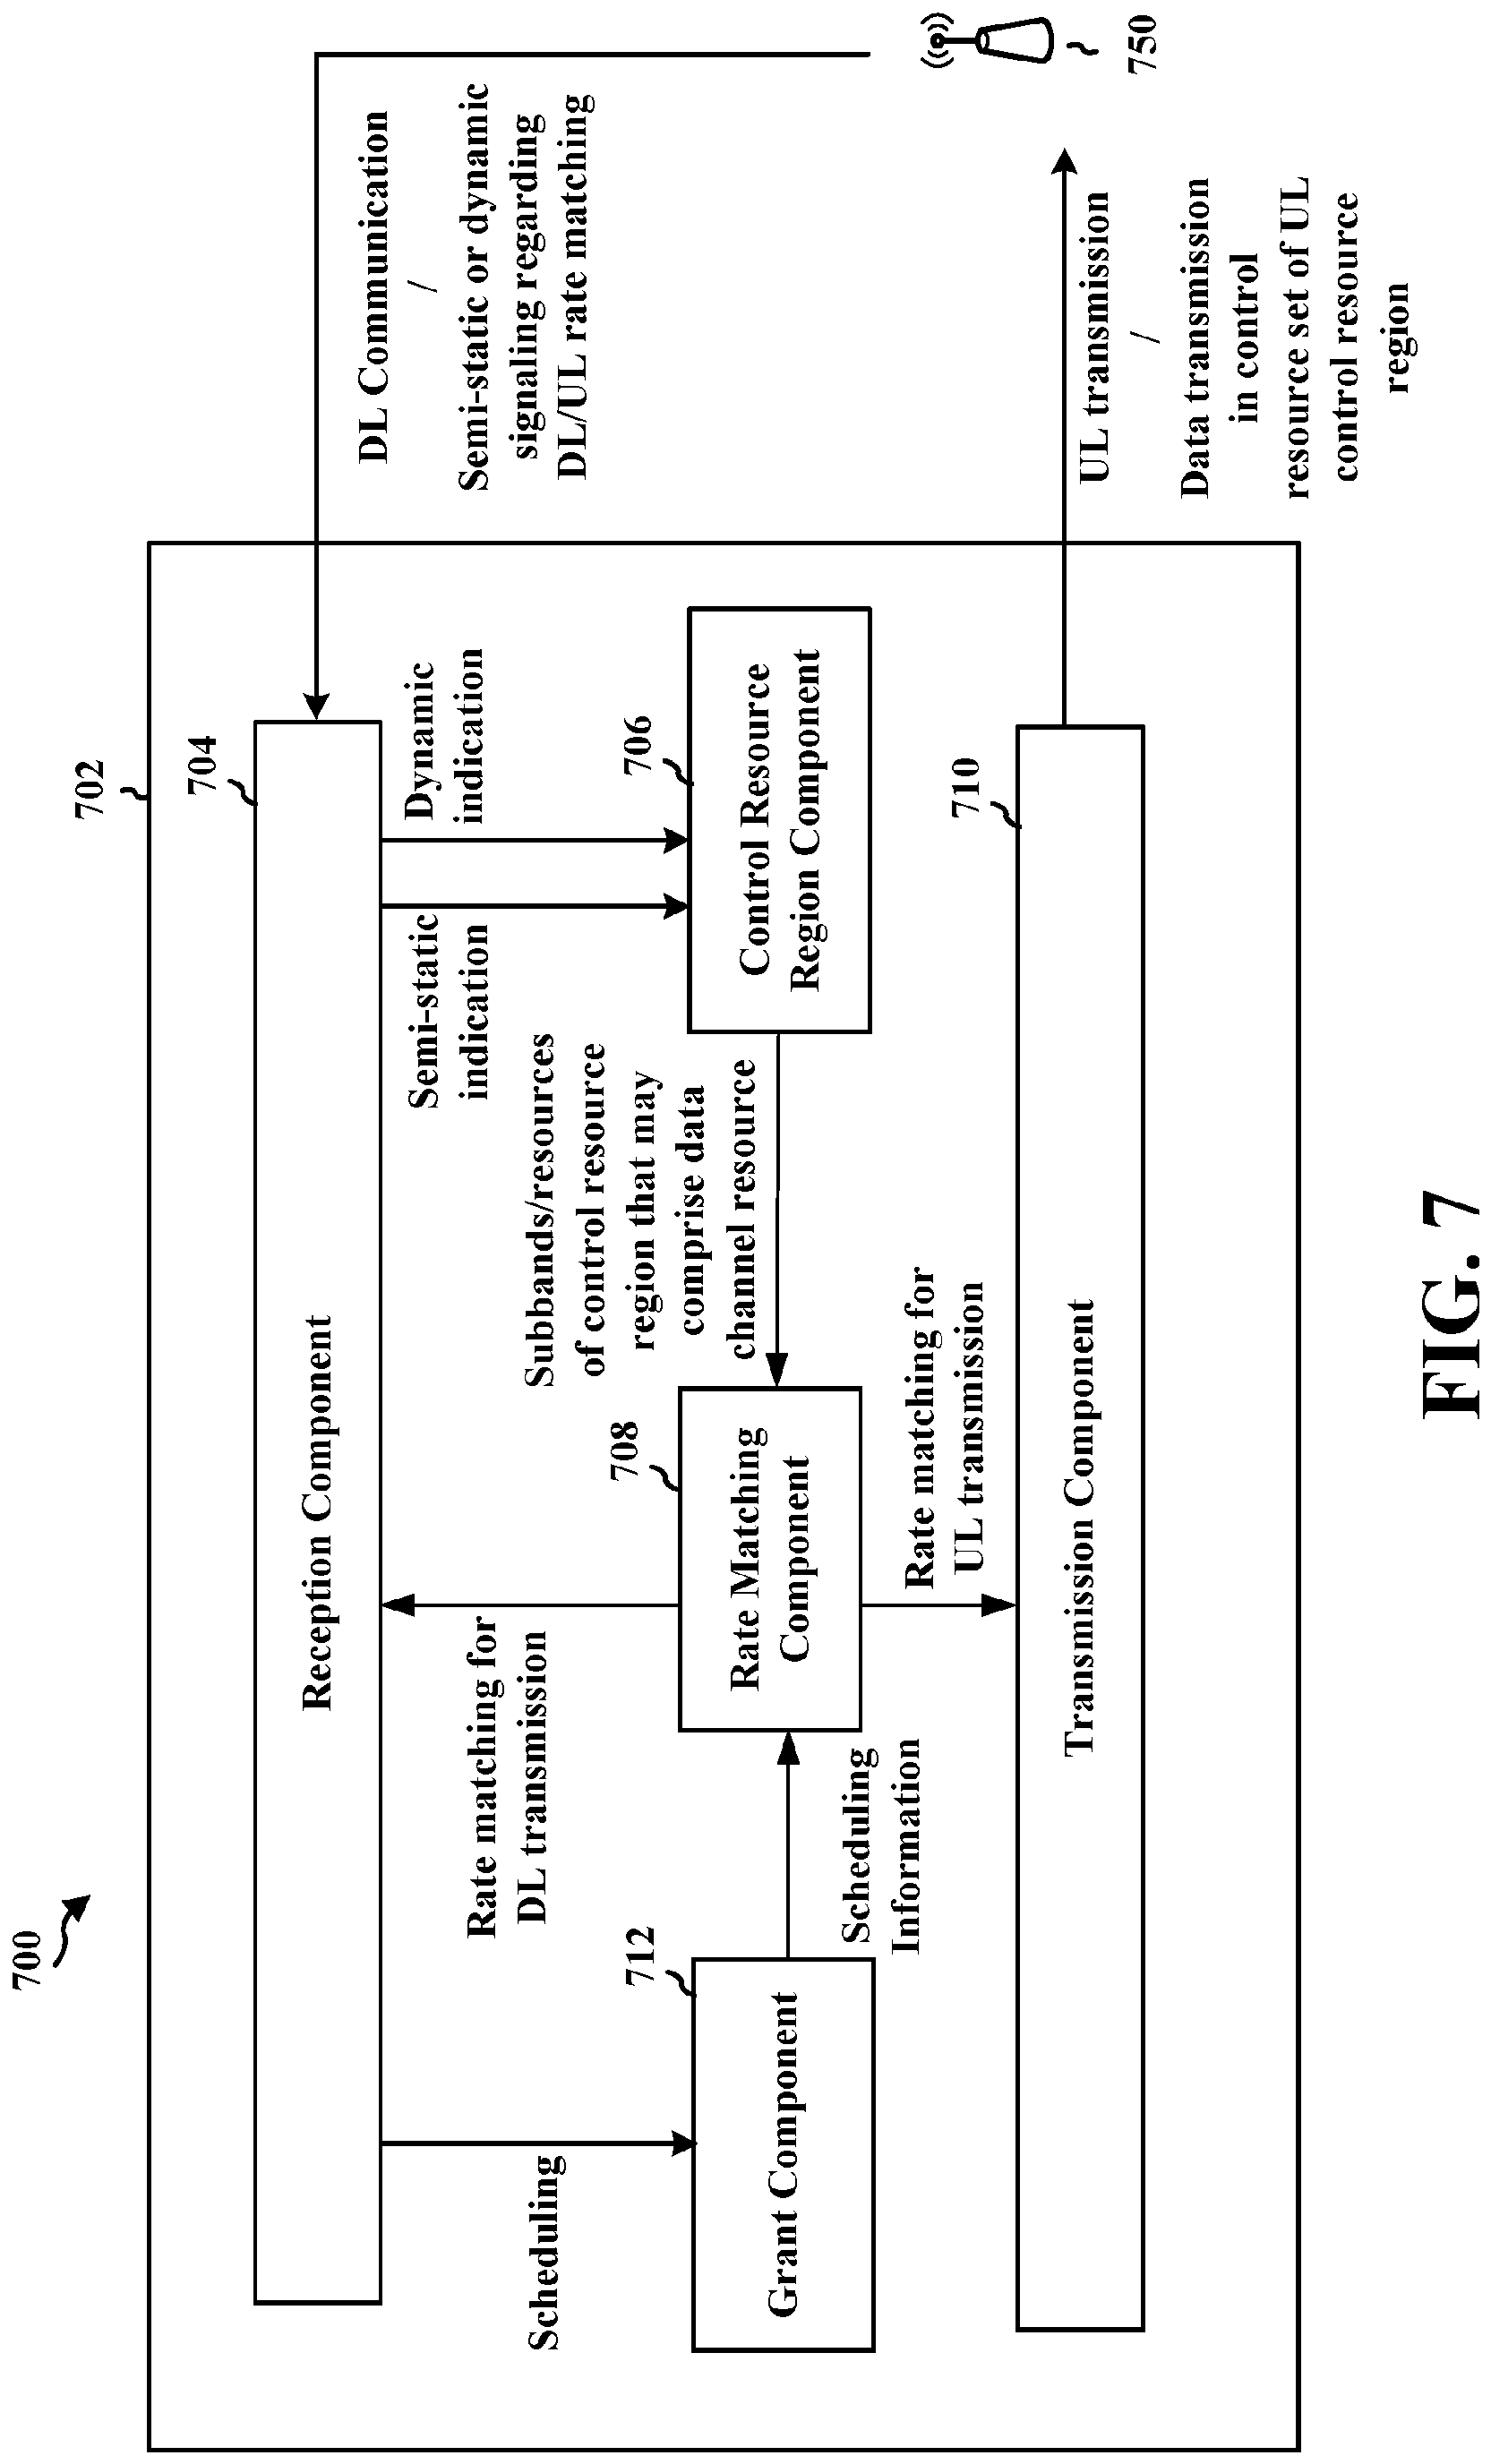 700
702
704
Reception Component
DL Communication
/
Semi-static or dynamic
signaling regarding
DL/UL rate matching
750
Scheduling
Rate matching for
DL transmission
Semi-static
indication
Dynamic
indication
712
Grant Component
Scheduling
Information
708
Rate Matching
Component
Subbands/resources
of control resource
region that may
comprise data
channel resource
706
Control Resource
Region Component
Rate matching for
UL transmission
710
Transmission Component
UL transmission
/
Data transmission
in control
resource set of UL
control resource
region
FIG. 7